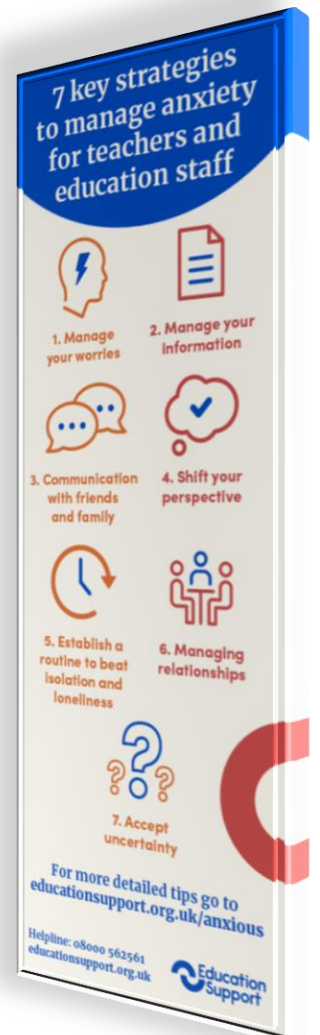 7 key strategies
to manage anxiety
for teachers and
education staff
1. Manage
your worries
2. Manage your
information
3. Communication
with friends
and family
4. Shift your
perspective
5. Establish a
routine to beat
isolation and
loneliness
6. Managing
relationships
7. Accept
uncertainty
For more detailed tips go to
educationsupport.org.uk/anxious
Helpline: 08000 562561
educationsupport.org.uk
Education
Support